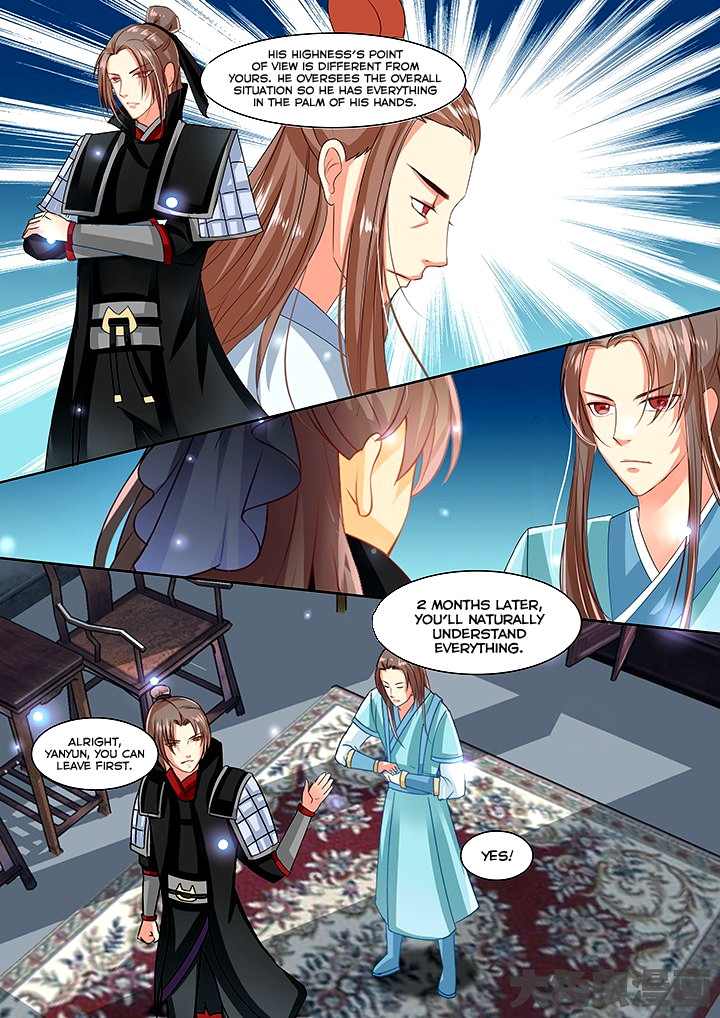 HIS HIGHNESS'S POINT
OF VIEW IS DIFFERENT FROM
YOURS. HE OVERSEES THE OVERALL
SITUATION SO HE HAS EVERYTHING
IN THE PALM OF HIS HANDS.
2 MONTHS LATER,
YOU'LL NATURALLY
UNDERSTAND
EVERYTHING.
ALRIGHT,
YANYUN, YOU CAN
LEAVE FIRST.
YES!